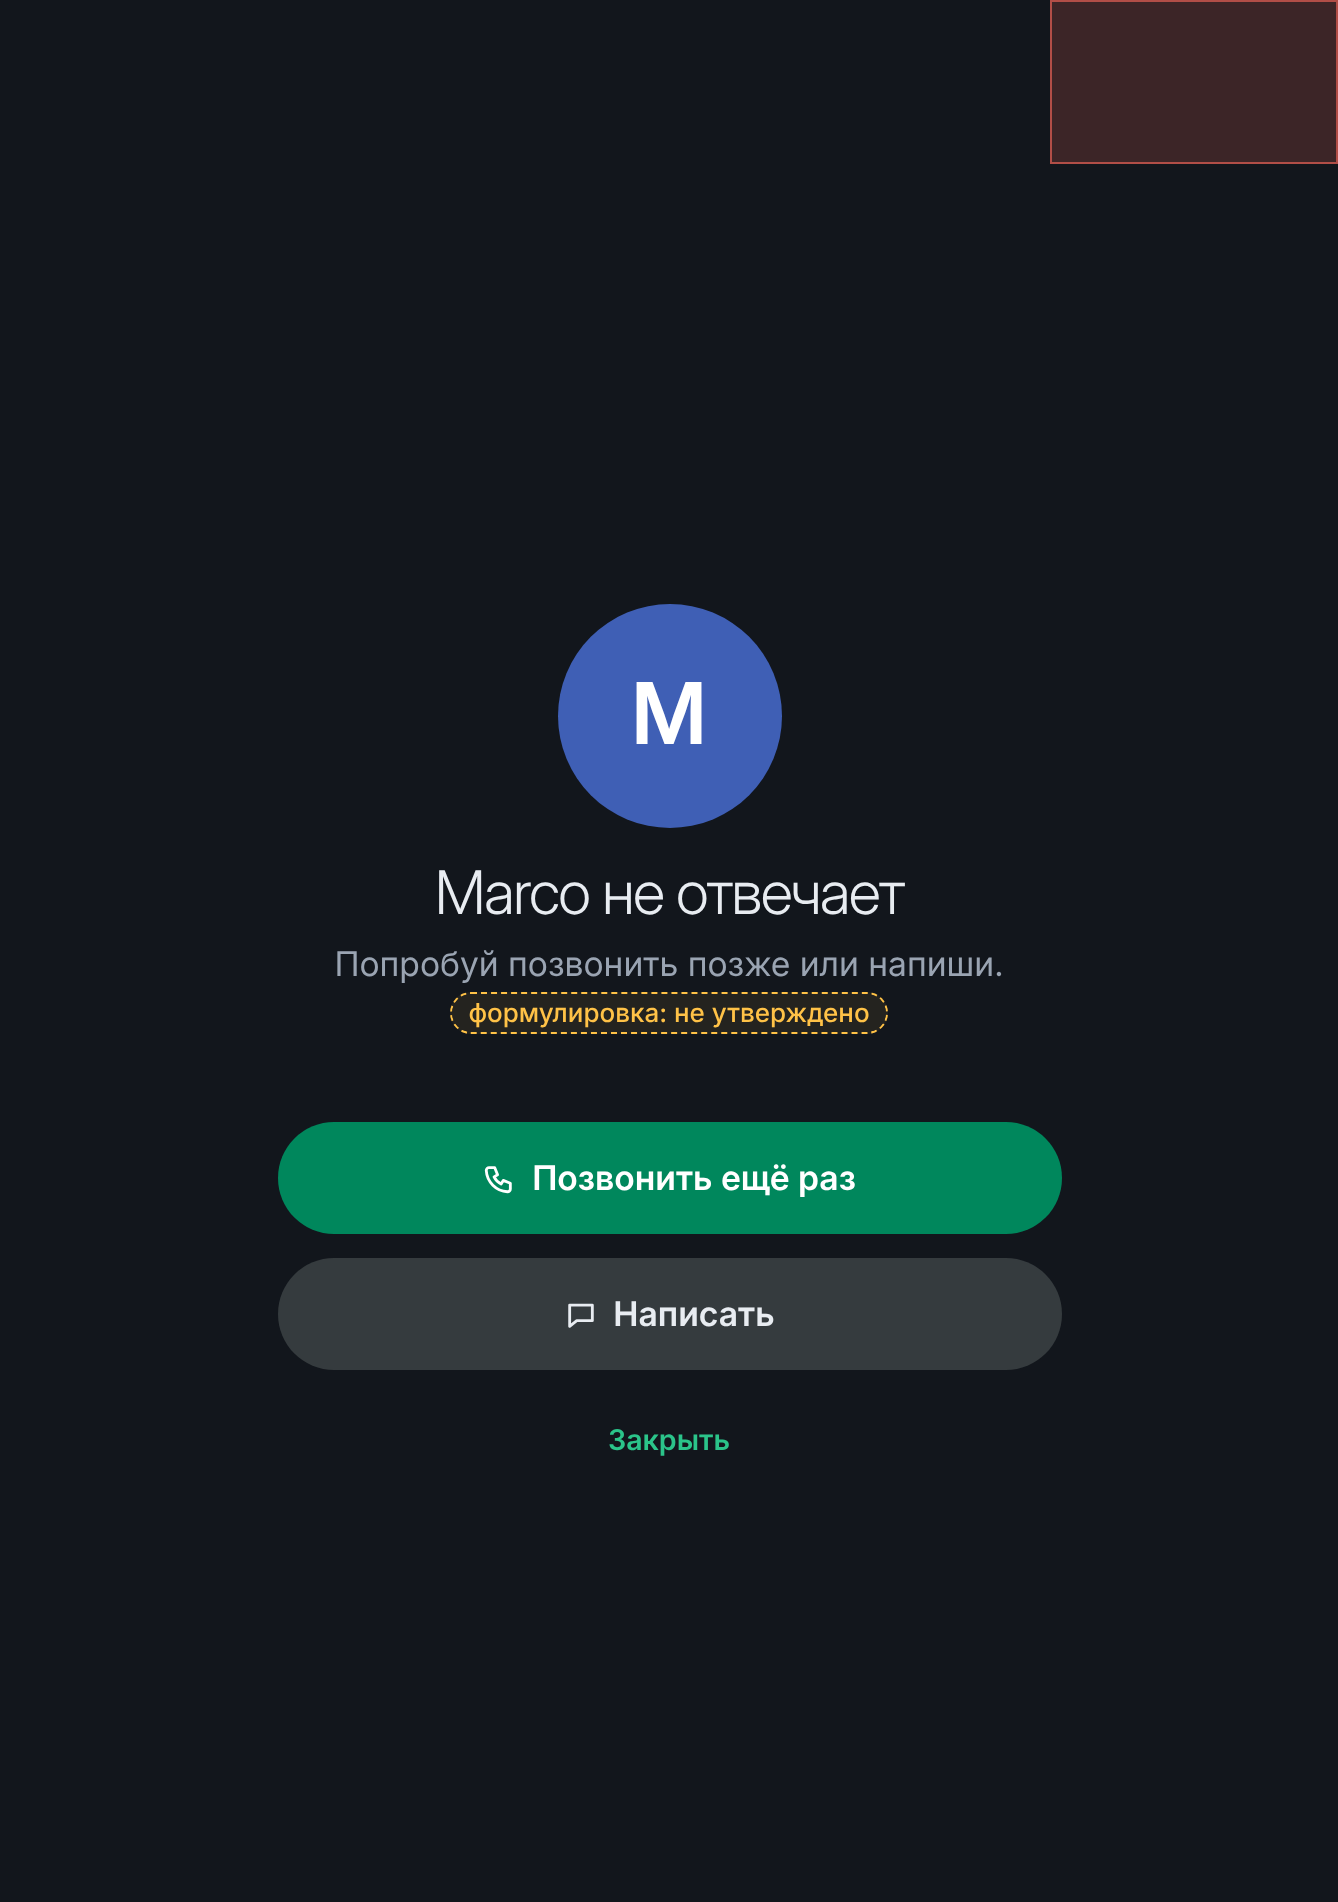 M
Marco не отвечает
Попробуй позвонить позже или напиши.
формулировка: не утверждено
Позвонить ещё раз
Написать
Закрыть